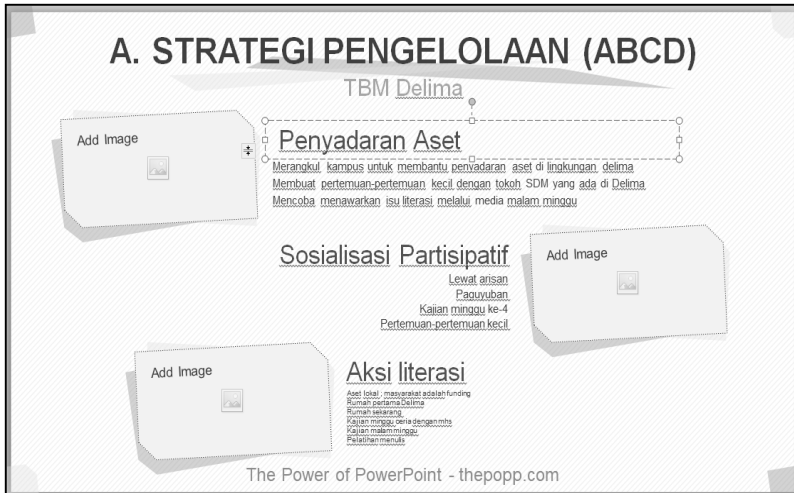 A. STRATEGI PENGELOLAAN (ABCD)
TBM Delima
Add Image
Penyadaran Aset
Merangkul kampus untuk membantu penyadaran aset di lingkungan delima
Membuat pertemuan-pertemuan kecil dengan tokoh SDM yang ada di Delima
Mencoba menawarkan isu literasi melalui media malam minggu
Sosialisasi Partisipatif
Lewat arisan
Paguyuban
Kajian minggu ke-4
Pertemuan-pertemuan kecil
Add Image
Add Image
Aksi literasi
Aset lokal ; masyarakat adalah funding
Rumah pertama Delima
Rumah sekarang
Kajian minggu ceria dengan mhs
Kajian malam minggu
Pelatihan menulis
The Power of PowerPoint - thepopp.com